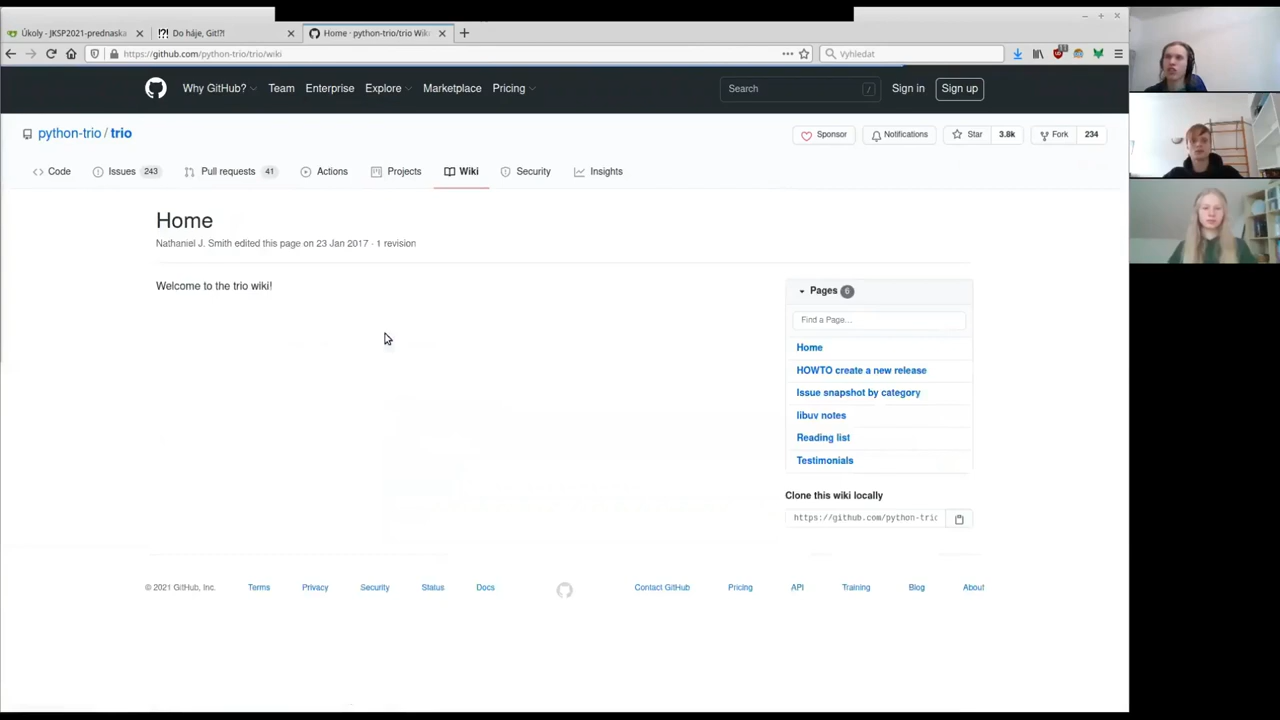 Úkoly - JKSP2021-prednaska
Do háje, Git!?!
Home · python-trio/trio Wiki
https://github.com/python-trio/trio/wiki
Vyhledat
Why GitHub? Team Enterprise Explore Marketplace Pricing
Search /
Sign in Sign up
python-trio / trio
Sponsor Notifications Star 3.8k Fork 234
Code Issues 243 Pull requests 41 Actions Projects Wiki Security Insights
Home
Nathaniel J. Smith edited this page on 23 Jan 2017 · 1 revision
Welcome to the trio wiki!
Pages 6
Find a Page...
Home
HOWTO create a new release
Issue snapshot by category
libuv notes
Reading list
Testimonials
Clone this wiki locally
https://github.com/python-tric
© 2021 GitHub, Inc. Terms Privacy Security Status Docs Contact GitHub Pricing API Training Blog About